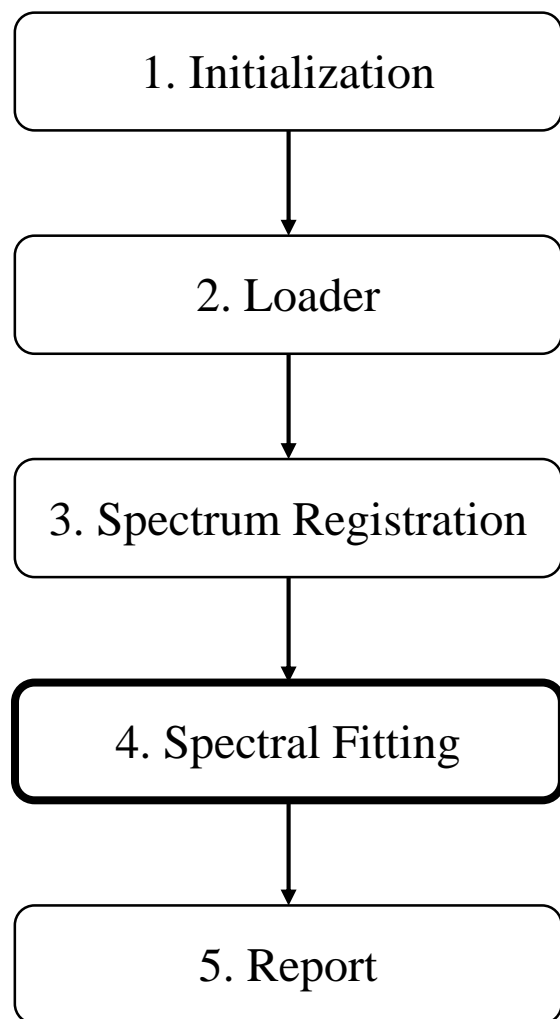 1. Initialization
2. Loader
3. Spectrum Registration
4. Spectral Fitting
5. Report